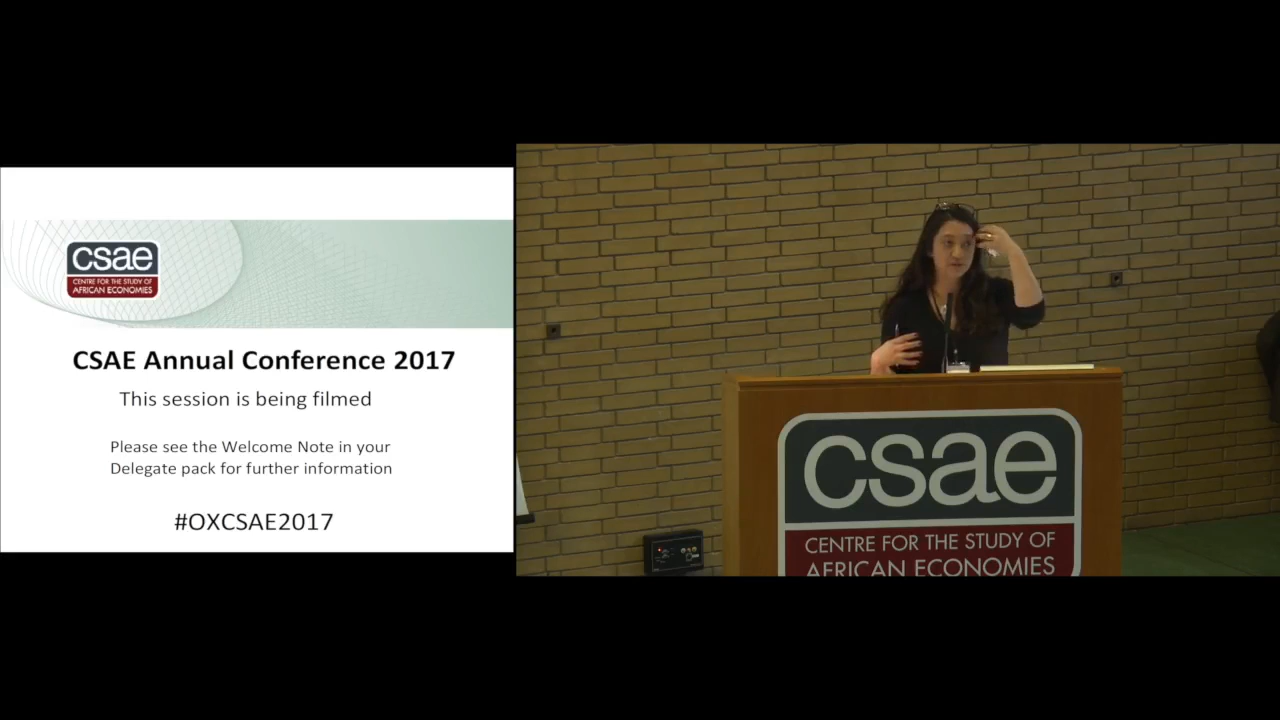 csae
CENTRE FOR THE STUDY OF
AFRICAN ECONOMIES
CSAE Annual Conference 2017
This session is being filmed
Please see the Welcome Note in your
Delegate pack for further information
#OXCSAE2017
csae
CENTRE FOR THE STUDY OF
AFRICAN ECONOMIES